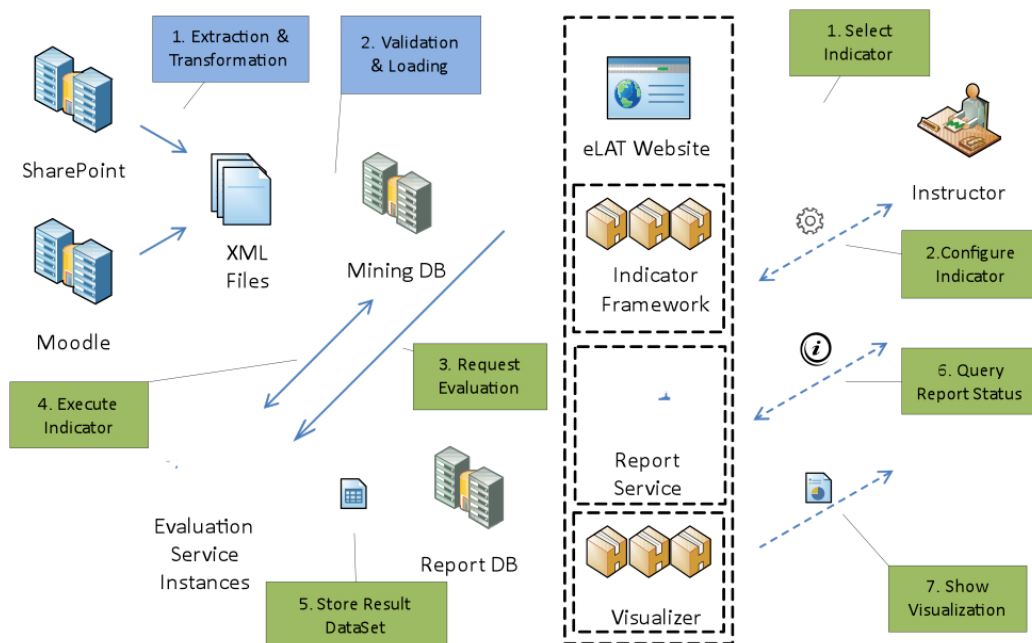 1. Extraction &
Transformation
2. Validation
& Loading
1. Select
Indicator
SharePoint
eLAT Website
Instructor
XML
Files
Mining DB
Indicator
Framework
2.Configure
Indicator
Moodle
3. Request
Evaluation
6. Query
Report Status
4. Execute
Indicator
Report
Service
Evaluation
Service
Instances
Report DB
5. Store Result
DataSet
Visualizer
7. Show
Visualization